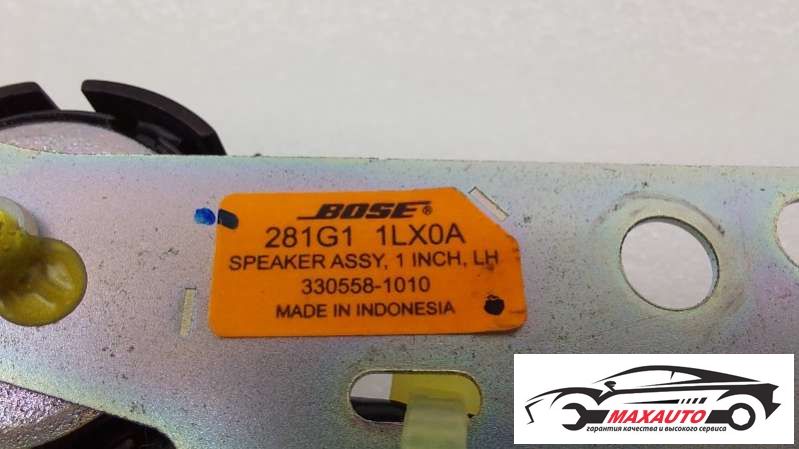 BOSE®
281G1 1LX0A
SPEAKER ASSY, 1 INCH, LH
330558-1010
MADE IN INDONESIA
MAXAUTO
гарантия качества и высокого сервиса